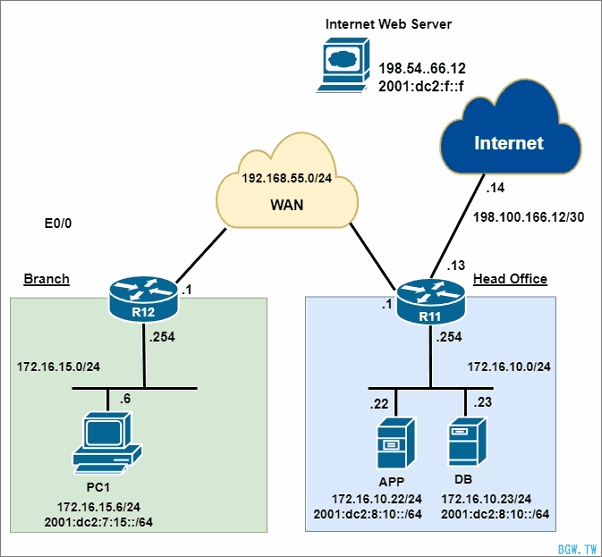 Internet Web Server
198.54..66.12
2001:dc2:f::f
Internet
192.168.55.0/24
WAN
.14
198.100.166.12/30
E0/0
.13
Branch
Head Office
.1
.1
R12
R11
.254
.254
172.16.15.0/24
172.16.10.0/24
.6
.22
.23
PC1
APP
DB
172.16.15.6/24
172.16.10.22/24
172.16.10.23/24
2001:dc2:7:15::/64
2001:dc2:8:10::/64
2001:dc2:8:10::/64
BGW.TW